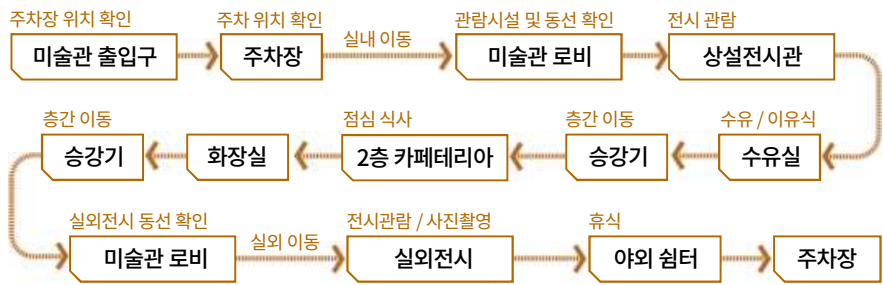 주차장 위치 확인
미술관 출입구
주차 위치 확인
주차장
실내 이동
관람시설 및 동선 확인
미술관 로비
전시 관람
상설전시관
수유 / 이유식
수유실
층간 이동
승강기
점심 식사
2층 카페테리아
화장실
층간 이동
승강기
실외전시 동선 확인
미술관 로비
실외 이동
전시관람 / 사진촬영
실외전시
휴식
야외 쉼터
주차장